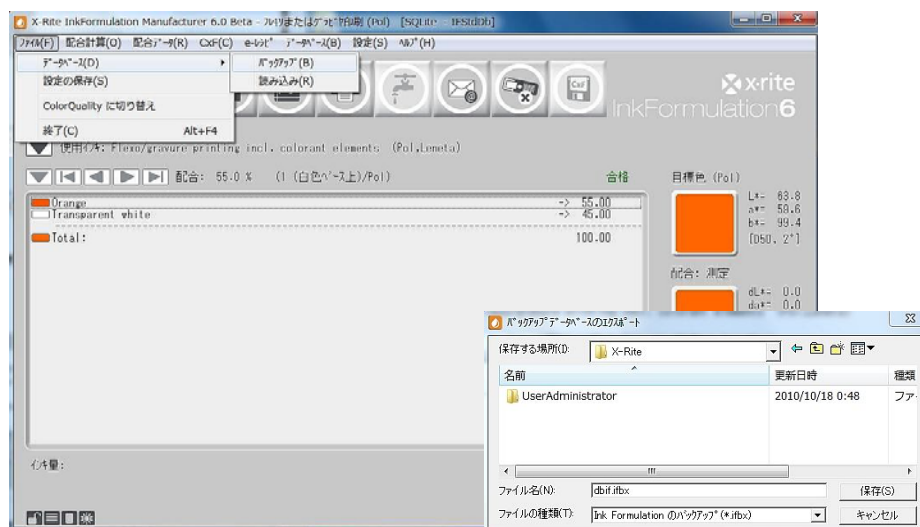 X-Rite InkFormulation Manufacturer 6.0 Beta - フレキソまたはグラビヤ印刷 (Pol) [SQLite - IFStdDb]
ファイル(F) 配合計算(O) 配合データ(R) CxF(C) e-レシピ データベース(B) 設定(S) ヘルプ(H)
データベース(D)
バックアップ(B)
設定の保存(S)
読み込み(R)
ColorQuality に切り替え
終了(C) Alt+F4
CxF
x-rite
InkFormulation6
使用インキ: Flexo/gravure printing incl. colorant elements (Pol,Leneta)
配合: 55.0 % (1 (白色ベース上)/Pol) 合格
目標色 (Pol)
Orange -> 55.00
Transparent white -> 45.00
Total: 100.00
L*= 63.8
a*= 58.6
b*= 99.4
[D50, 2°]
配合: 測定
dL*= 0.0
da*= 0.0
インキ量:
バックアップデータベースのエクスポート
保存する場所(I): X-Rite
名前 更新日時 種類
UserAdministrator 2010/10/18 0:48 ファ
ファイル名(N): dbif.ifbx 保存(S)
ファイルの種類(T): Ink Formulation のバックアップ (*.ifbx) キャンセル